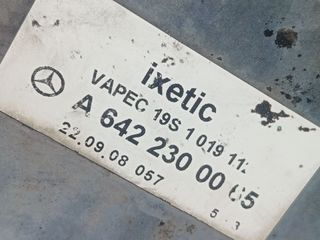 ixetic
VAPEC 19S 1 019 112
A 642 230 00 65
22.09.08 057